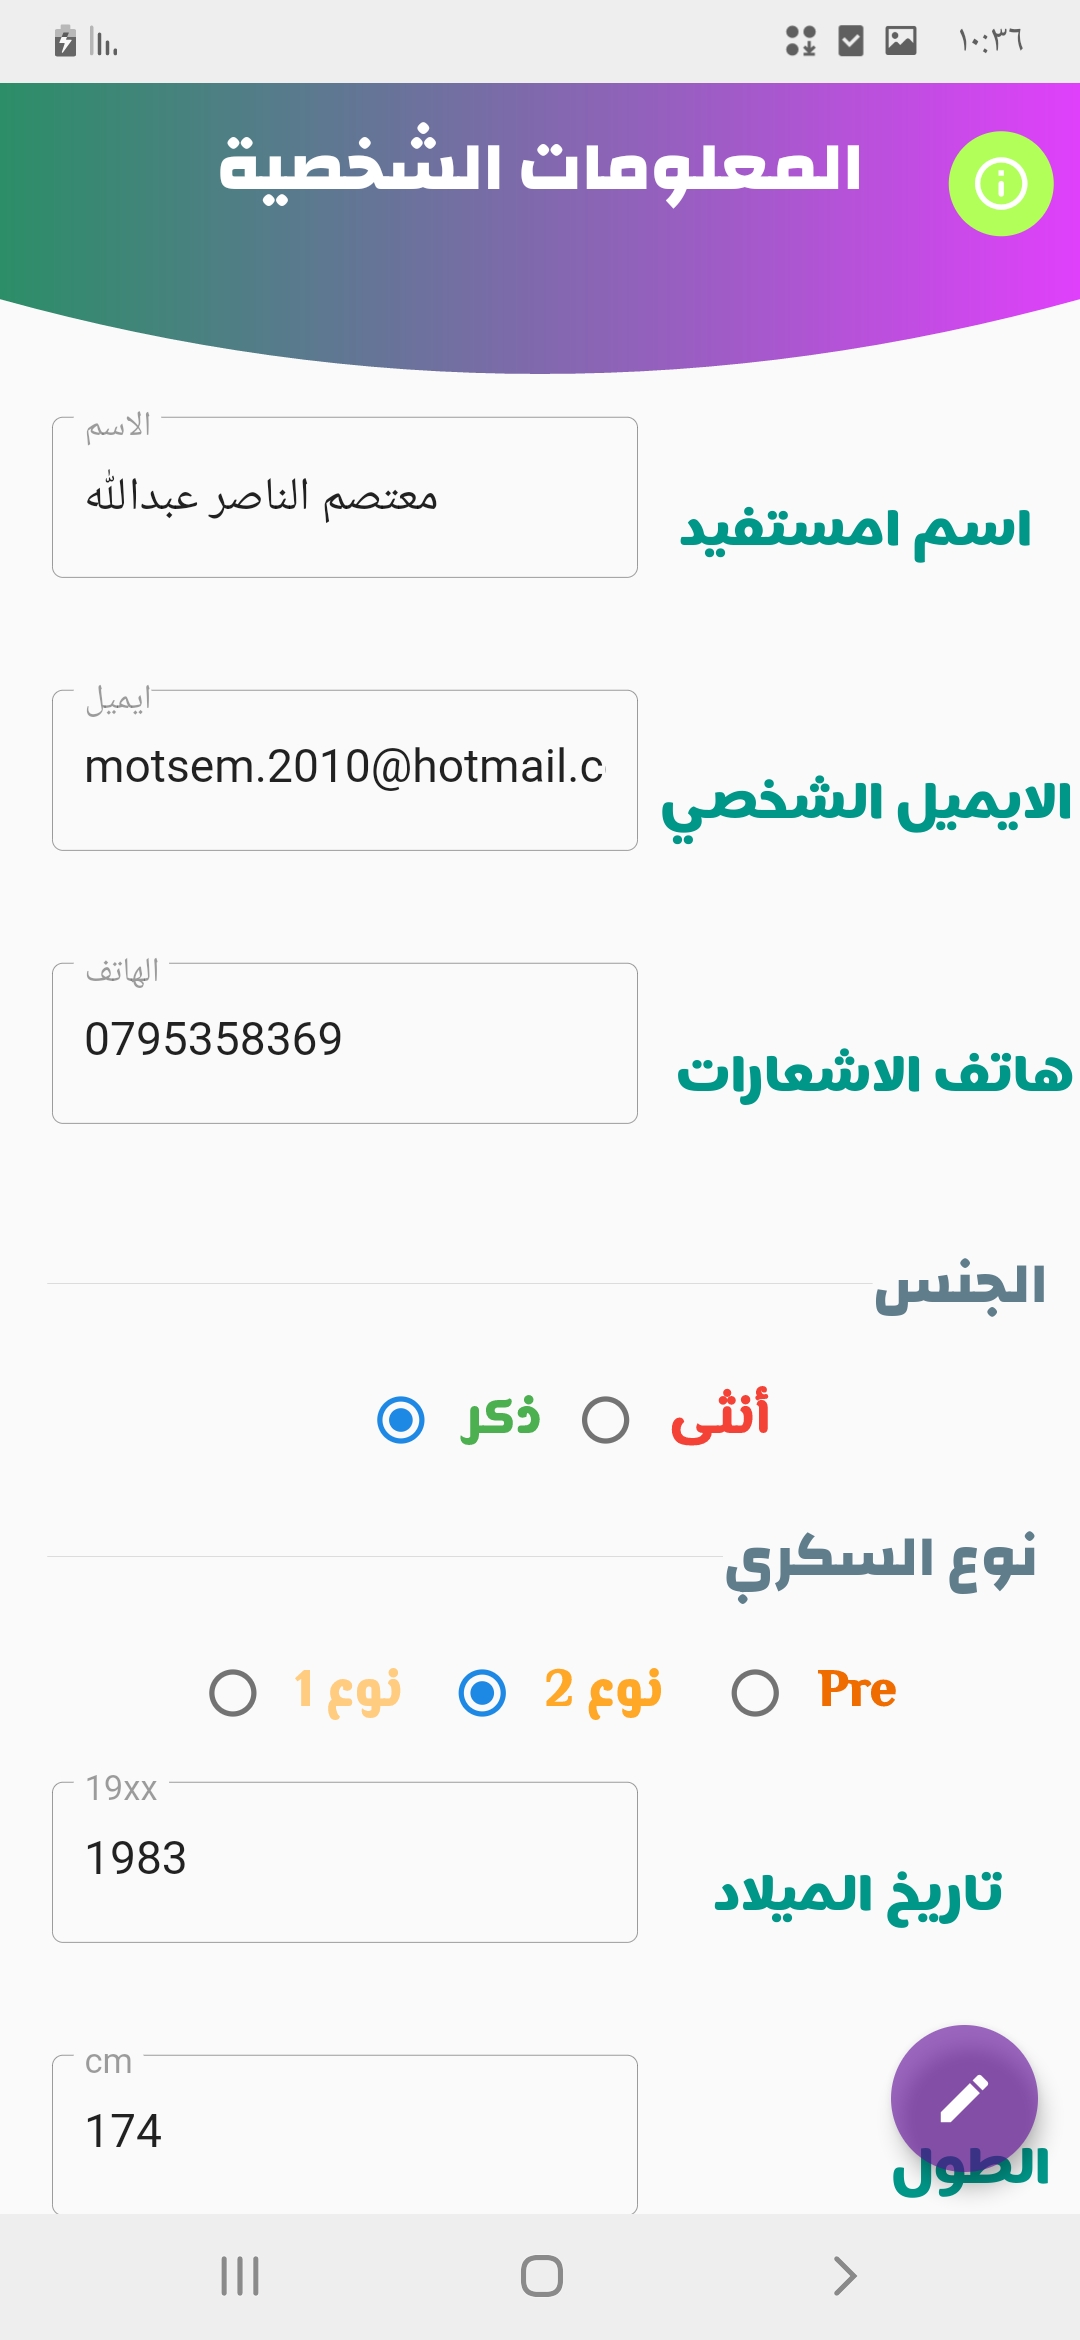 ١٠:٣٦
المعلومات الشخصية
الاسم
معتصم الناصر عبدالله
اسم امستفيد
ايميل
motsem.2010@hotmail.c
الايميل الشخصي
الهاتف
0795358369
هاتف الاشعارات
الجنس
أنثى ذكر
نوع السكري
Pre نوع 2 نوع 1
19xx
1983
تاريخ الميلاد
cm
174
الطول